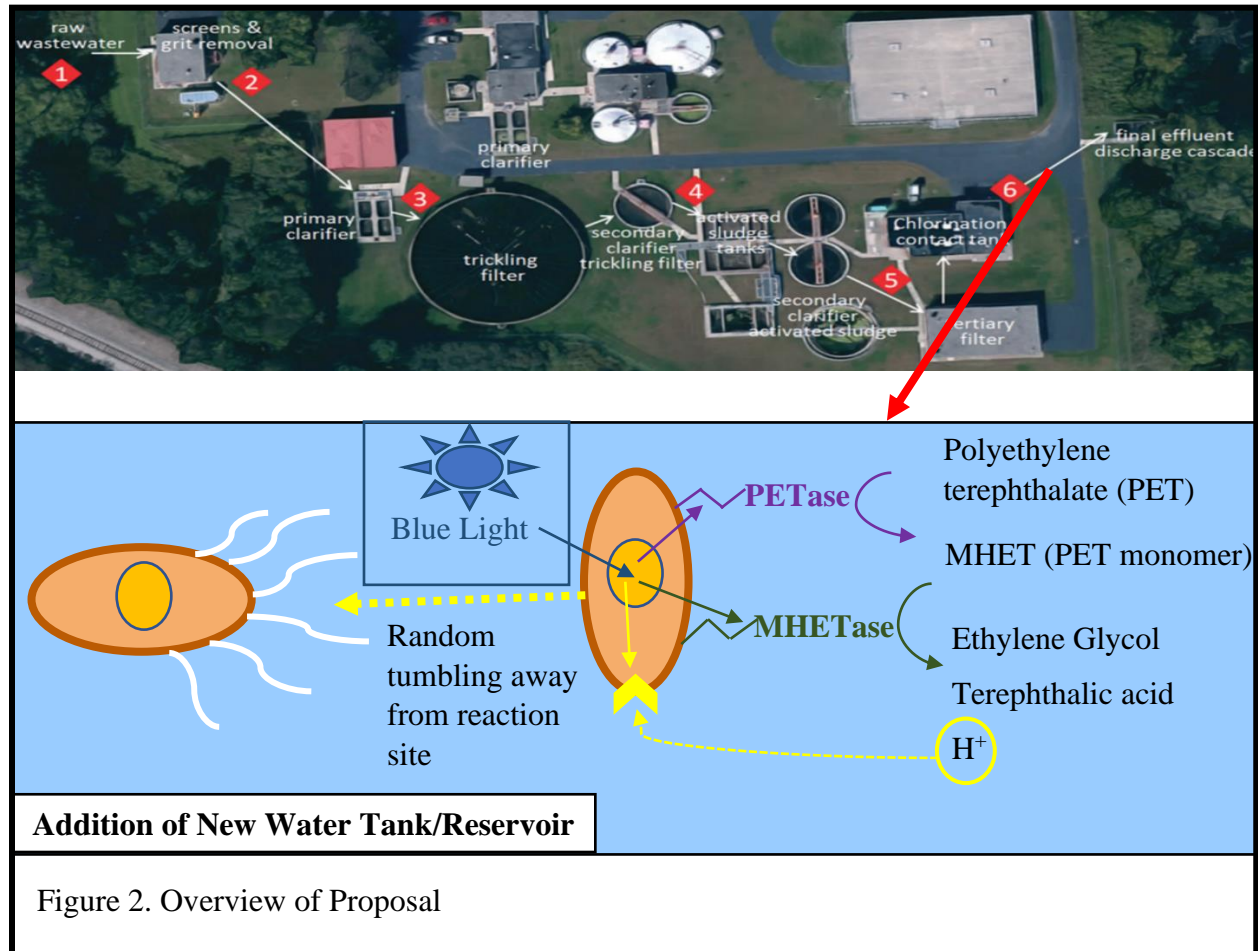 raw
wastewater
1
screens &
grit removal
2
primary
clarifier
3
primary
clarifier
trickling
filter
secondary
clarifier
trickling filter
4
activated
sludge
tanks
secondary
clarifier
activated sludge
5
tertiary
filter
Chlorination
contact tank
6
final effluent
discharge cascade
Blue Light
Random
tumbling away
from reaction
site
PETase
MHETase
Polyethylene
terephthalate (PET)
MHET (PET monomer)
Ethylene Glycol
Terephthalic acid
H⁺
Addition of New Water Tank/Reservoir
Figure 2. Overview of Proposal